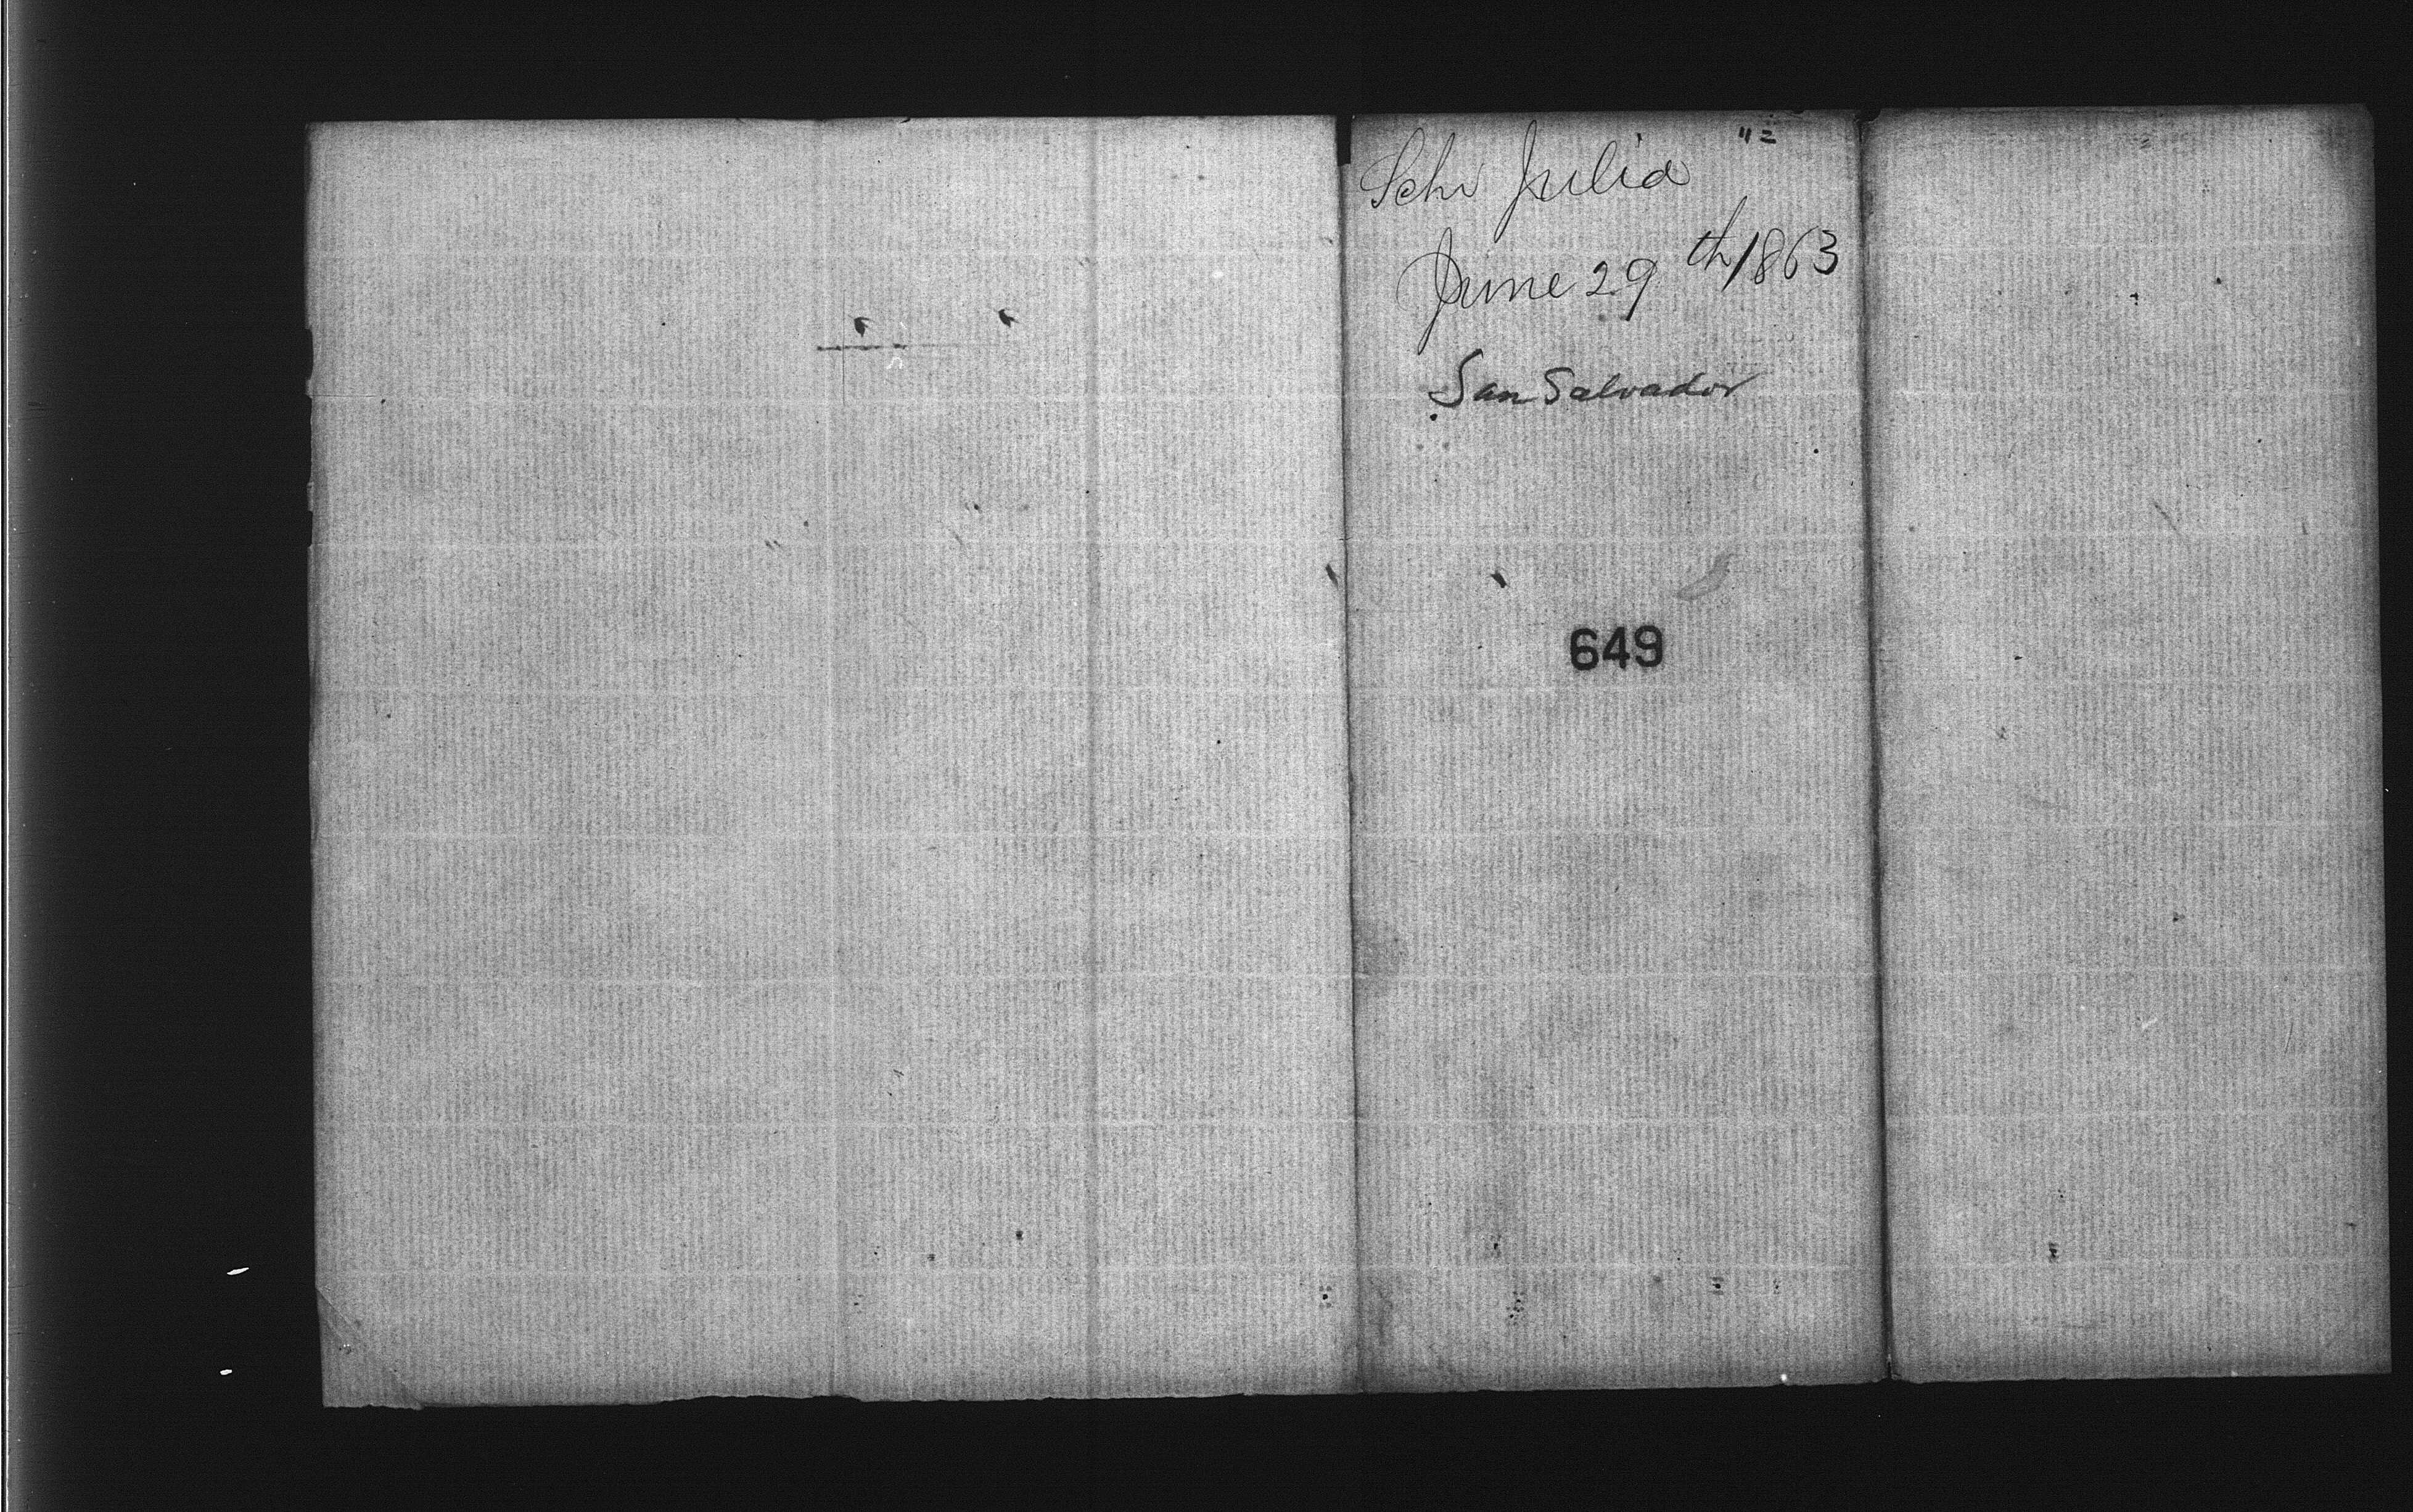 Schr Julia
June 29th 1863
San Salvador
649